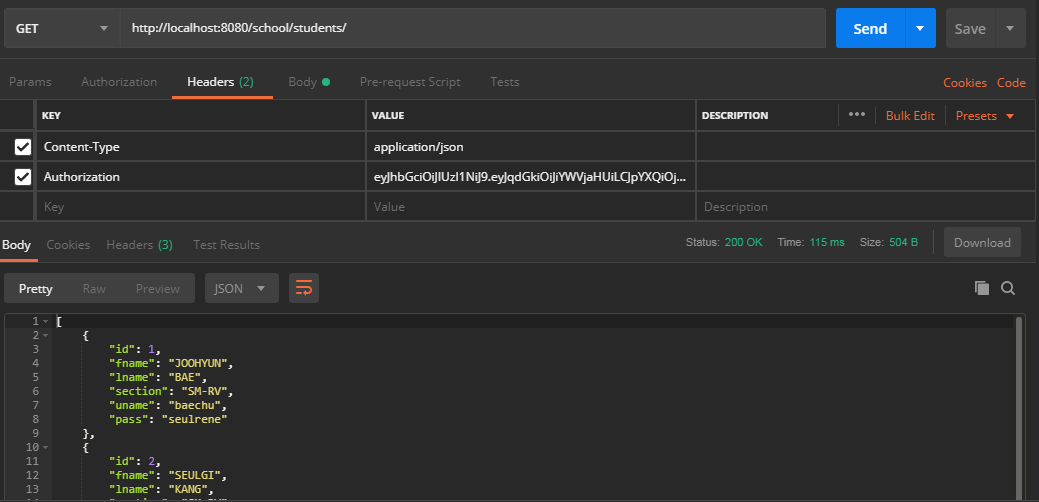 GET http://localhost:8080/school/students/ Send Save
Params Authorization Headers (2) Body Pre-request Script Tests Cookies Code
KEY VALUE DESCRIPTION ••• Bulk Edit Presets
Content-Type application/json
Authorization eyJhbGciOiJIUzI1NiJ9.eyJqdGkiOiJiYWVjaHUiLCJpYXQiOj...
Key Value Description
Body Cookies Headers (3) Test Results Status: 200 OK Time: 115 ms Size: 504 B Download
Pretty Raw Preview JSON
1 [
2 {
3 "id": 1,
4 "fname": "JOOHYUN",
5 "lname": "BAE",
6 "section": "SM-RV",
7 "uname": "baechu",
8 "pass": "seulrene"
9 },
10 {
11 "id": 2,
12 "fname": "SEULGI",
13 "lname": "KANG",